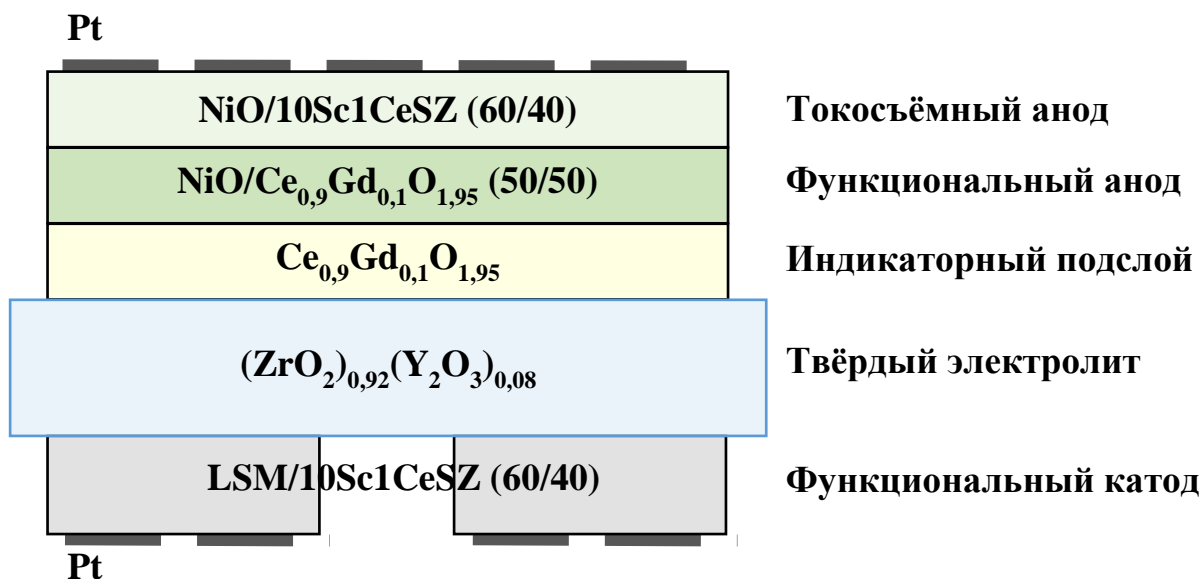 Pt
NiO/10Sc1CeSZ (60/40) Токосъёмный анод
NiO/Ce0,9Gd0,1O1,95 (50/50) Функциональный анод
Ce0,9Gd0,1O1,95 Индикаторный подслой
(ZrO2)0,92(Y2O3)0,08 Твёрдый электролит
LSM/10Sc1CeSZ (60/40) Функциональный катод
Pt